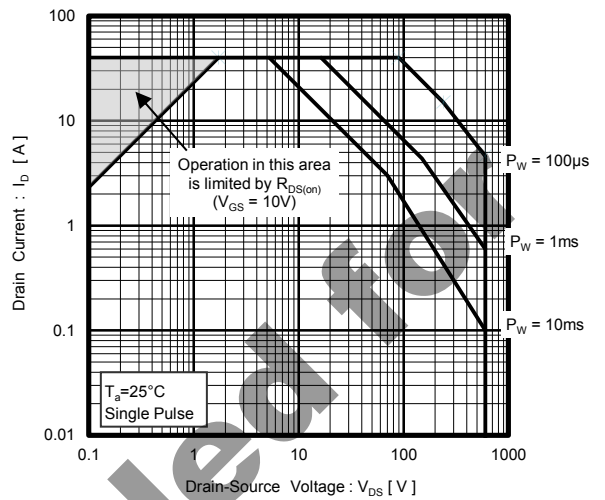 100
10
1
0.1
0.01
Drain Current : I_D [ A ]
Operation in this area
is limited by R_DS(on)
(V_GS = 10V)
P_W = 100μs
P_W = 1ms
P_W = 10ms
T_a=25°C
Single Pulse
0.1
1
10
100
1000
Drain-Source Voltage : V_DS [ V ]
led for